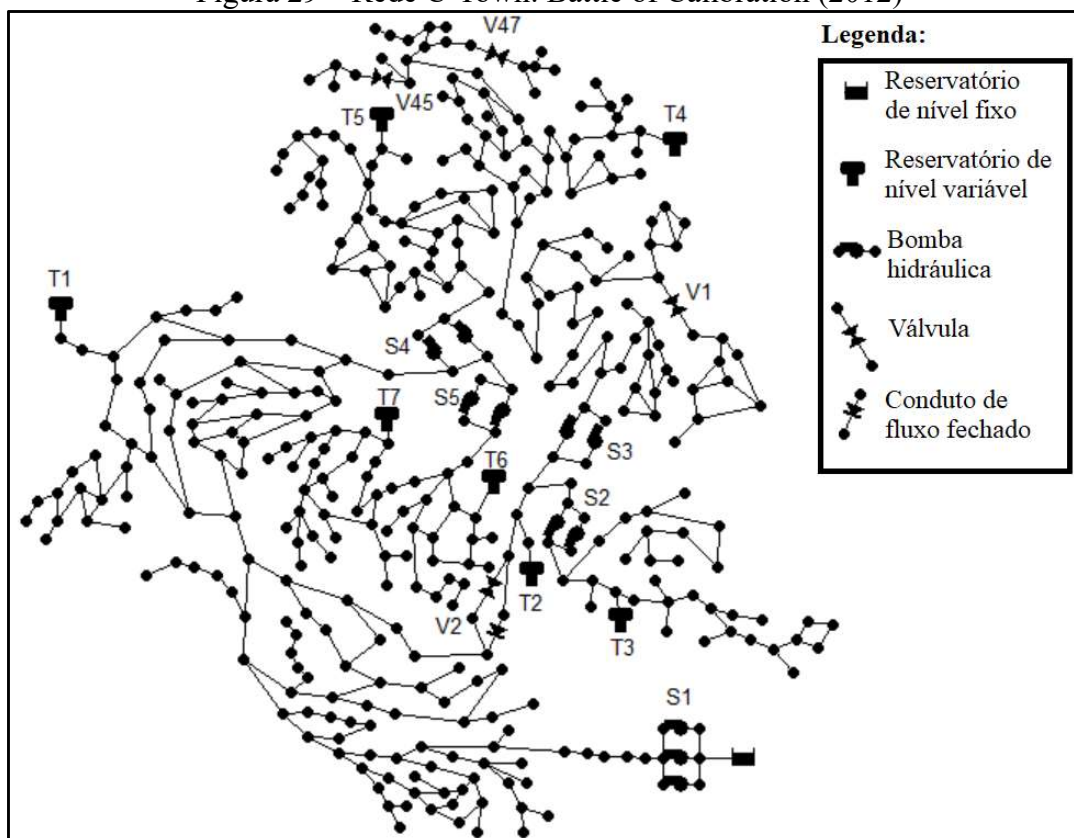 Figura 29 – Rede C-Town. Battle of Calibration (2012)
V47
Legenda:
V45
T5
T4
Reservatório
de nível fixo
Reservatório de
nível variável
Bomba
hidráulica
Válvula
Conduto de
fluxo fechado
T1
V1
S4
S5
T7
S3
T6
S2
T2
V2
T3
S1